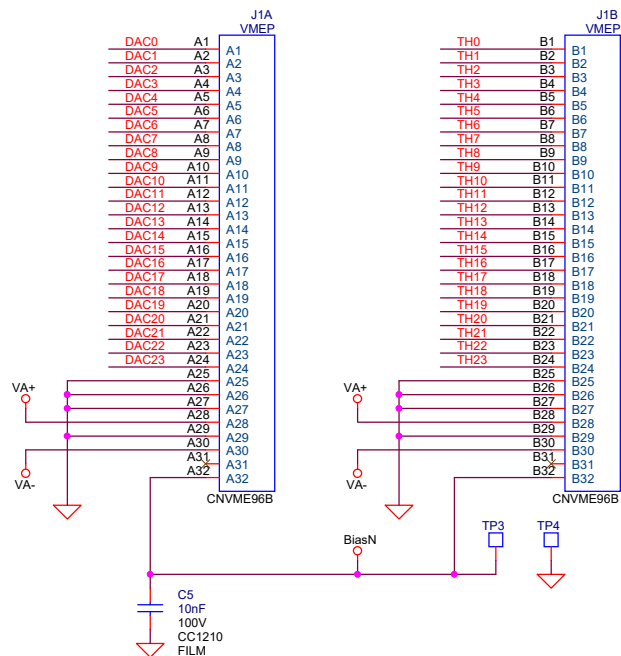 J1A
VMEP
DAC0 A1 A1
DAC1 A2 A2
DAC2 A3 A3
DAC3 A4 A4
DAC4 A5 A5
DAC5 A6 A6
DAC6 A7 A7
DAC7 A8 A8
DAC8 A9 A9
DAC9 A10 A10
DAC10 A11 A11
DAC11 A12 A12
DAC12 A13 A13
DAC13 A14 A14
DAC14 A15 A15
DAC15 A16 A16
DAC16 A17 A17
DAC17 A18 A18
DAC18 A19 A19
DAC19 A20 A20
DAC20 A21 A21
DAC21 A22 A22
DAC22 A23 A23
DAC23 A24 A24
A25 A25
VA+ A26 A26
A27 A27
A28 A28
A29 A29
A30 A30
A31 A31
VA- A32 A32
CNVME96B
J1B
VMEP
TH0 B1 B1
TH1 B2 B2
TH2 B3 B3
TH3 B4 B4
TH4 B5 B5
TH5 B6 B6
TH6 B7 B7
TH7 B8 B8
TH8 B9 B9
TH9 B10 B10
TH10 B11 B11
TH11 B12 B12
TH12 B13 B13
TH13 B14 B14
TH14 B15 B15
TH15 B16 B16
TH16 B17 B17
TH17 B18 B18
TH18 B19 B19
TH19 B20 B20
TH20 B21 B21
TH21 B22 B22
TH22 B23 B23
TH23 B24 B24
B25 B25
VA+ B26 B26
B27 B27
B28 B28
B29 B29
B30 B30
B31 B31
VA- B32 B32
CNVME96B
BiasN
TP3
TP4
C5
10nF
100V
CC1210
FILM